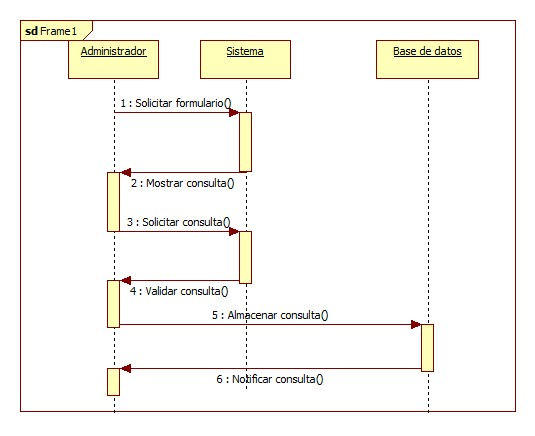 sd Frame1
Administrador
Sistema
Base de datos
1 : Solicitar formulario()
2 : Mostrar consulta()
3 : Solicitar consulta()
4 : Validar consulta()
5 : Almacenar consulta()
6 : Notificar consulta()